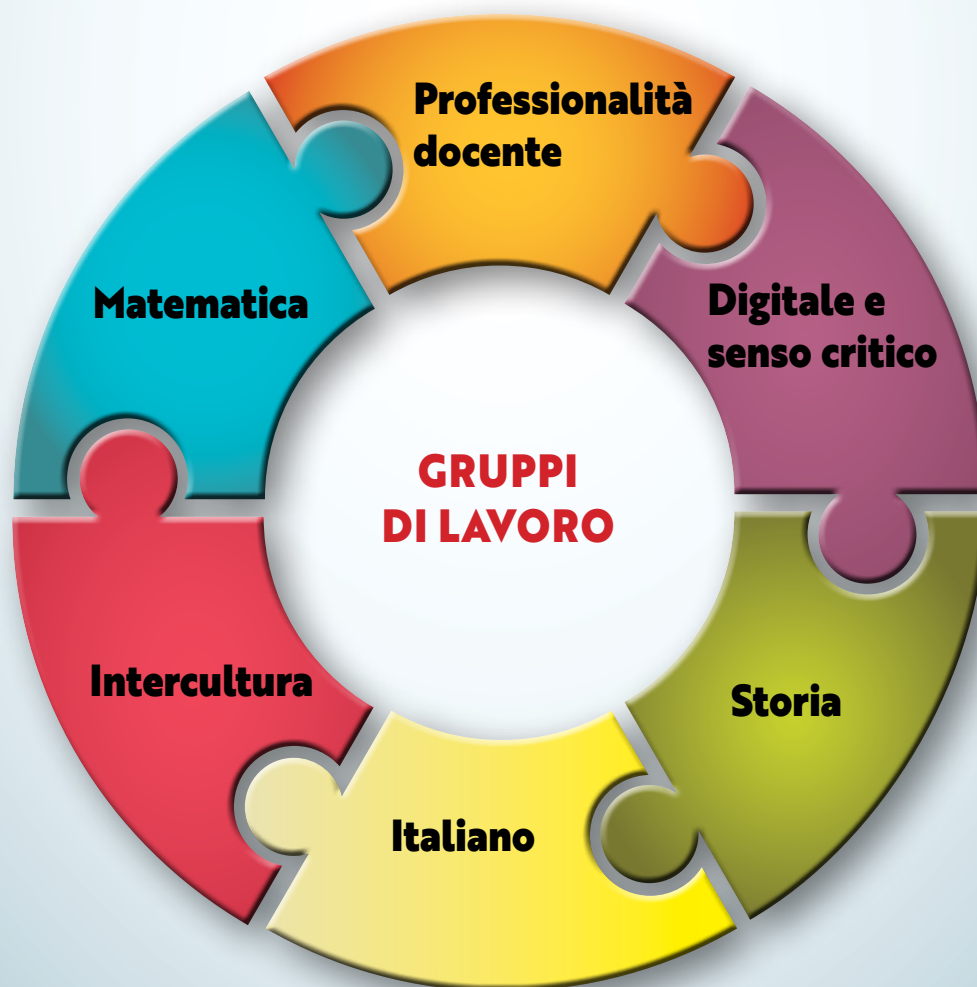 Professionalità
docente
Digitale e
senso critico
Storia
Italiano
Intercultura
Matematica
GRUPPI
DI LAVORO